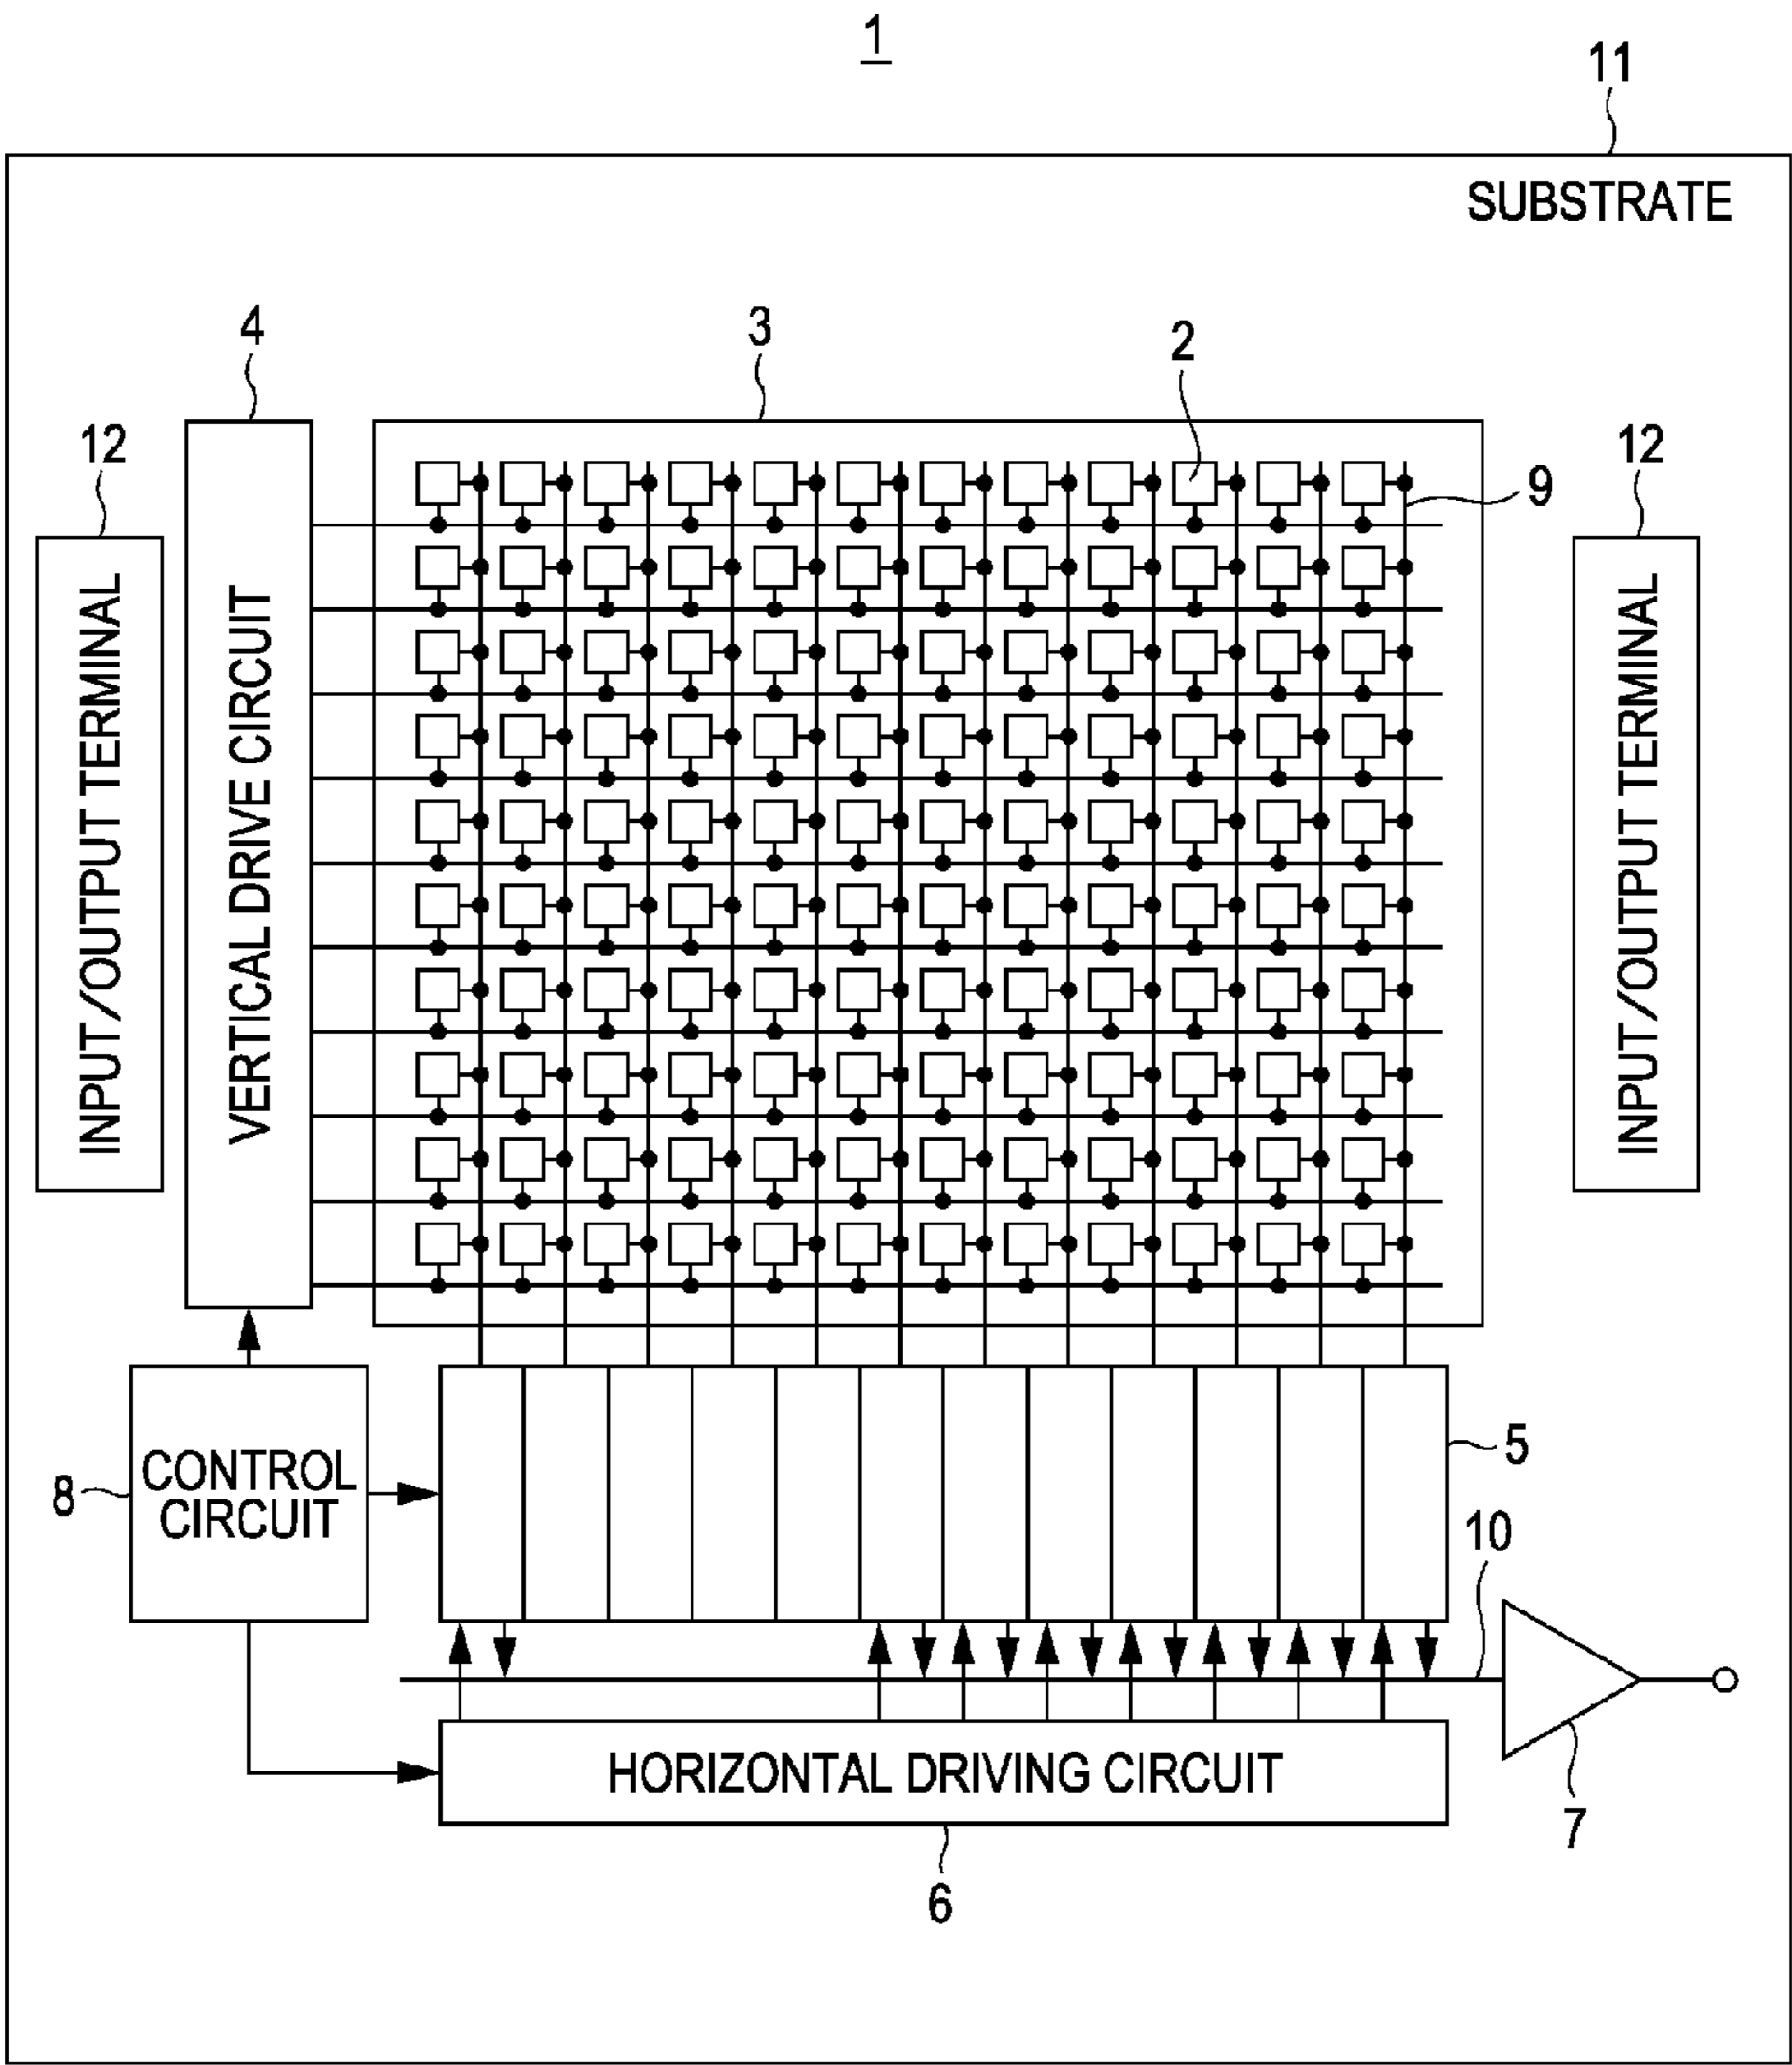 1
11
SUBSTRATE
4
3
2
12
12
9
INPUT/OUTPUT TERMINAL
VERTICAL DRIVE CIRCUIT
INPUT/OUTPUT TERMINAL
8
CONTROL
CIRCUIT
5
10
HORIZONTAL DRIVING CIRCUIT
7
6